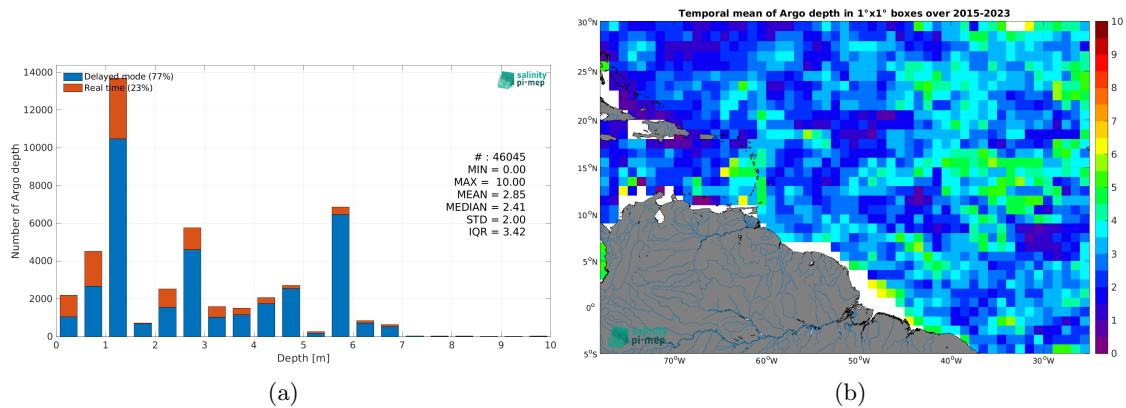 Delayed mode (77%)
Real time (23%)
salinity
pi-mep
# : 46045
MIN = 0.00
MAX = 10.00
MEAN = 2.85
MEDIAN = 2.41
STD = 2.00
IQR = 3.42
14000
12000
10000
8000
6000
4000
2000
0
Number of Argo depth
0 1 2 3 4 5 6 7 8 9 10
Depth [m]
(a)
Temporal mean of Argo depth in 1°x1° boxes over 2015-2023
30°N
25°N
20°N
15°N
10°N
5°N
0°
5°S
70°W 60°W 50°W 40°W 30°W
salinity
pi-mep
10
9
8
7
6
5
4
3
2
1
0
(b)